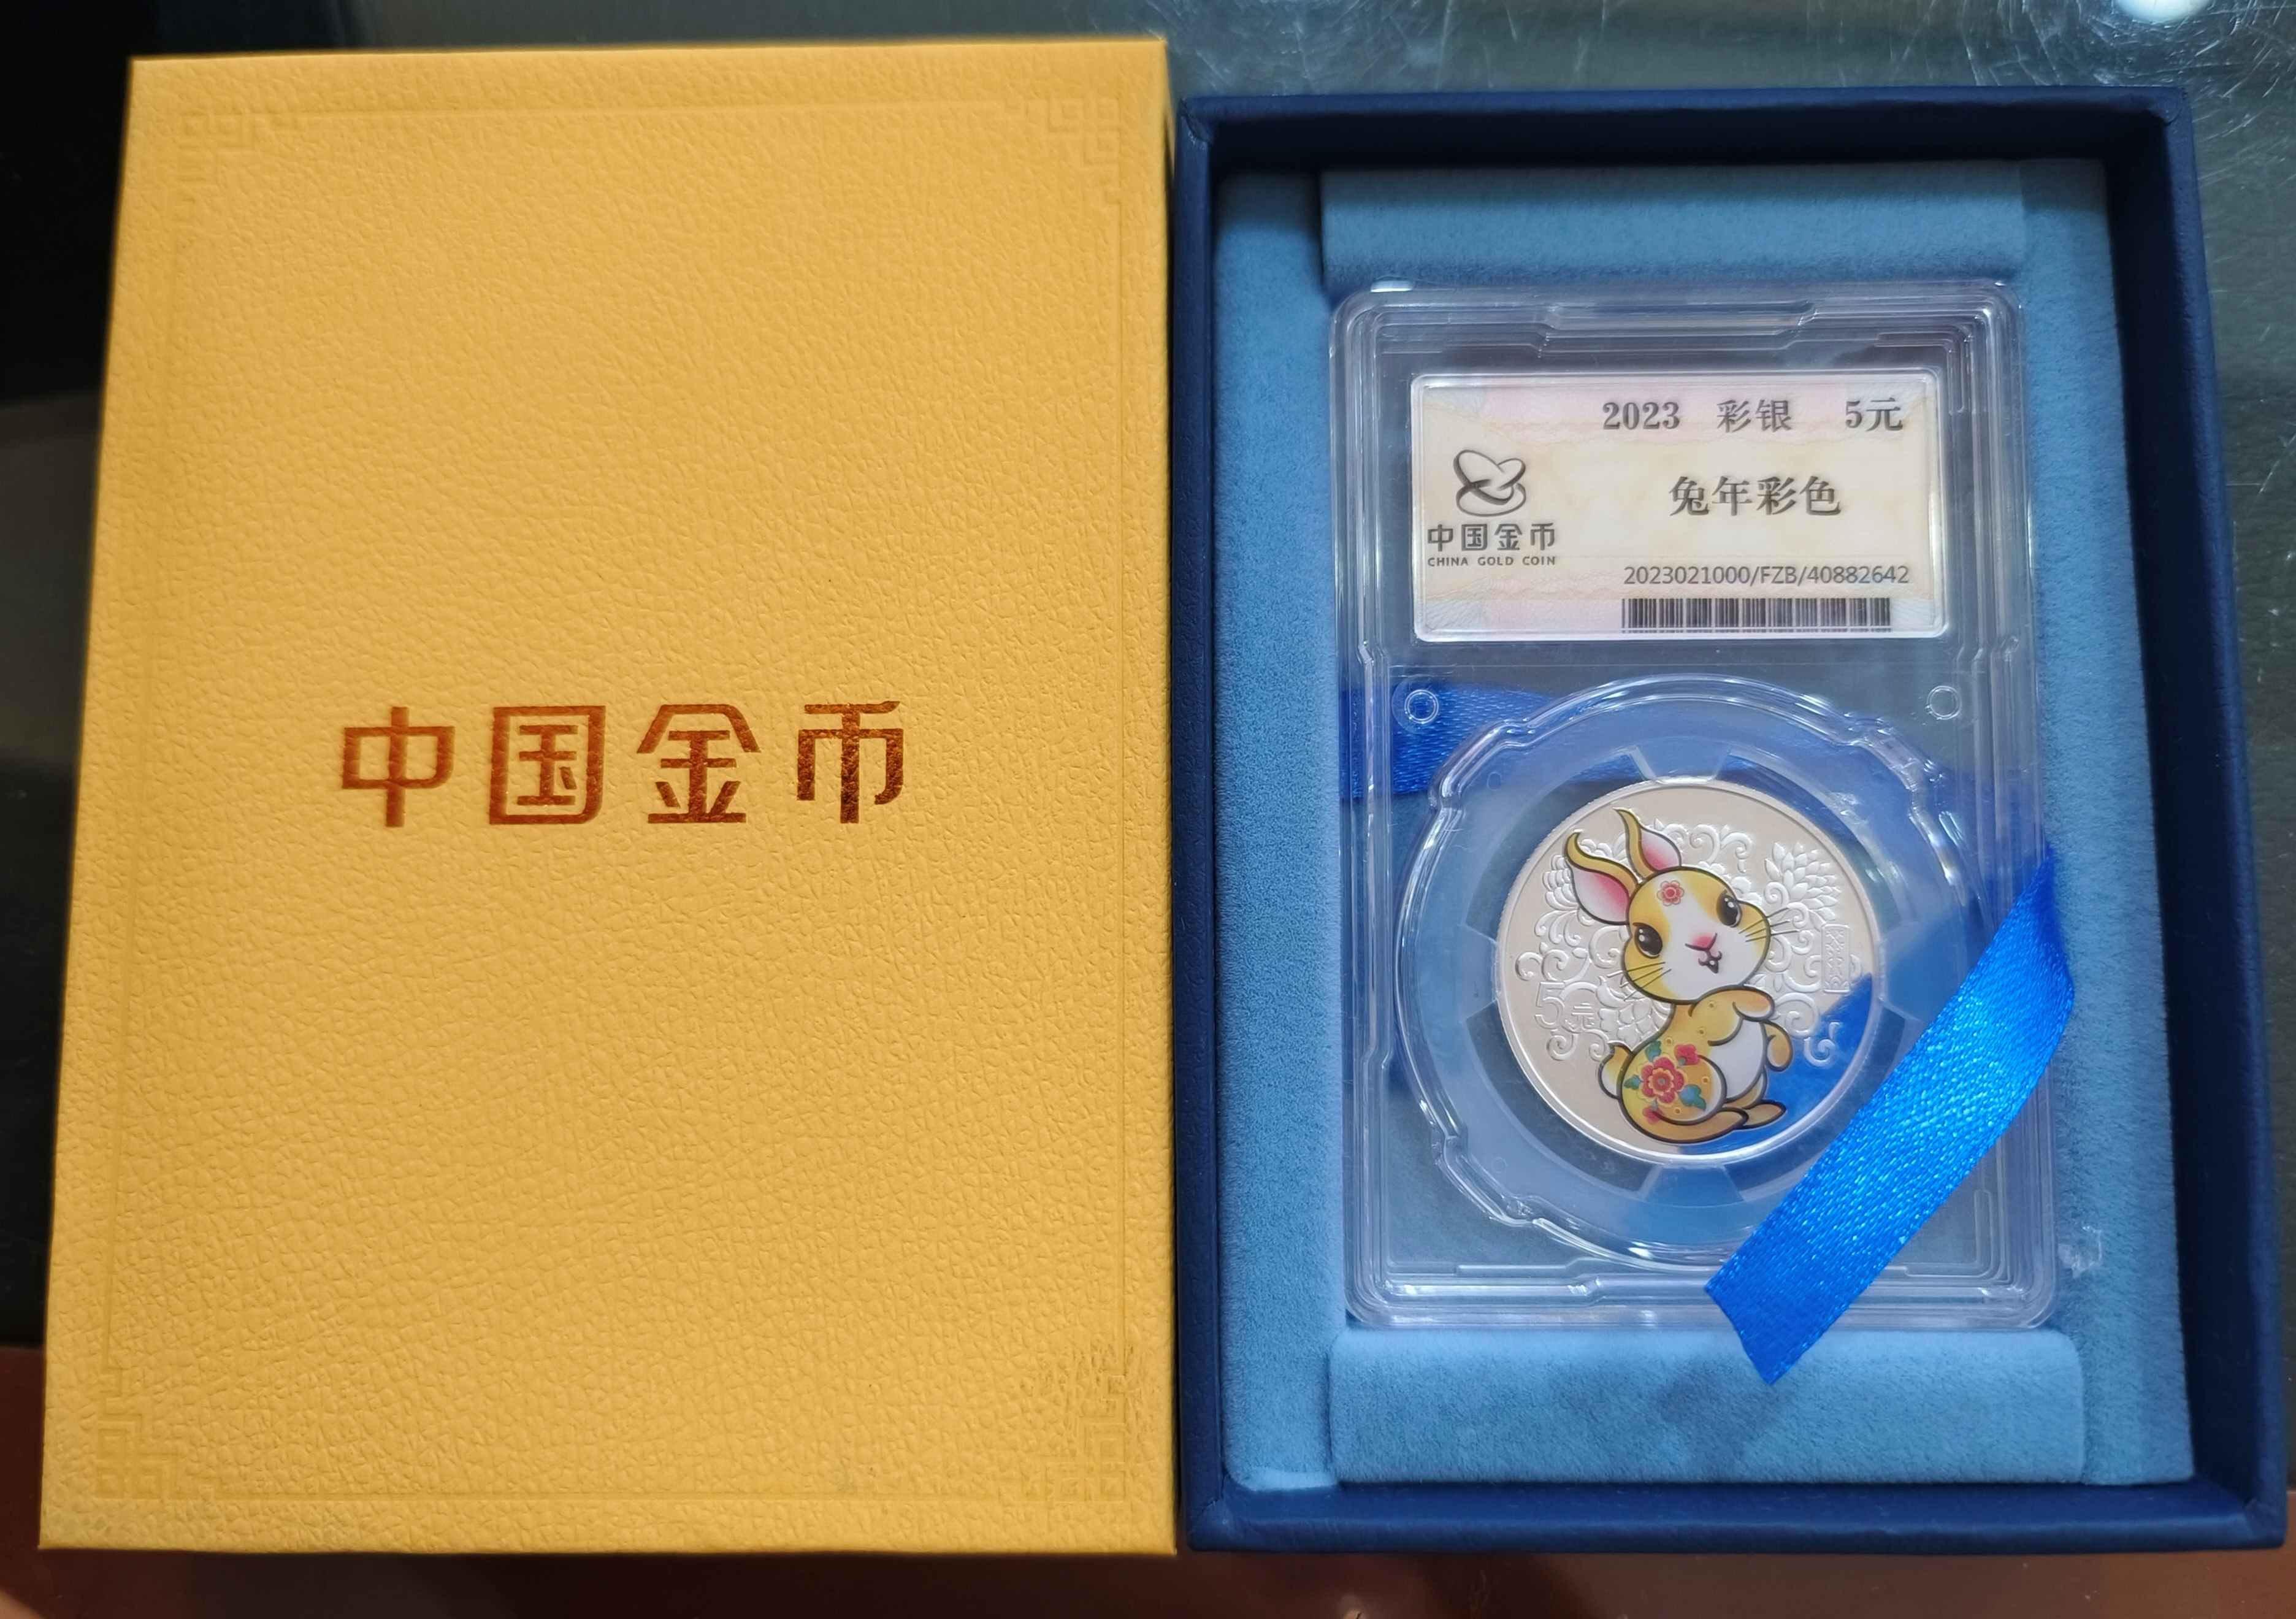 中国金币
2023 彩银 5元
兔年彩色
中国金币
CHINA GOLD COIN
2023021000/FZB/40882642
5元